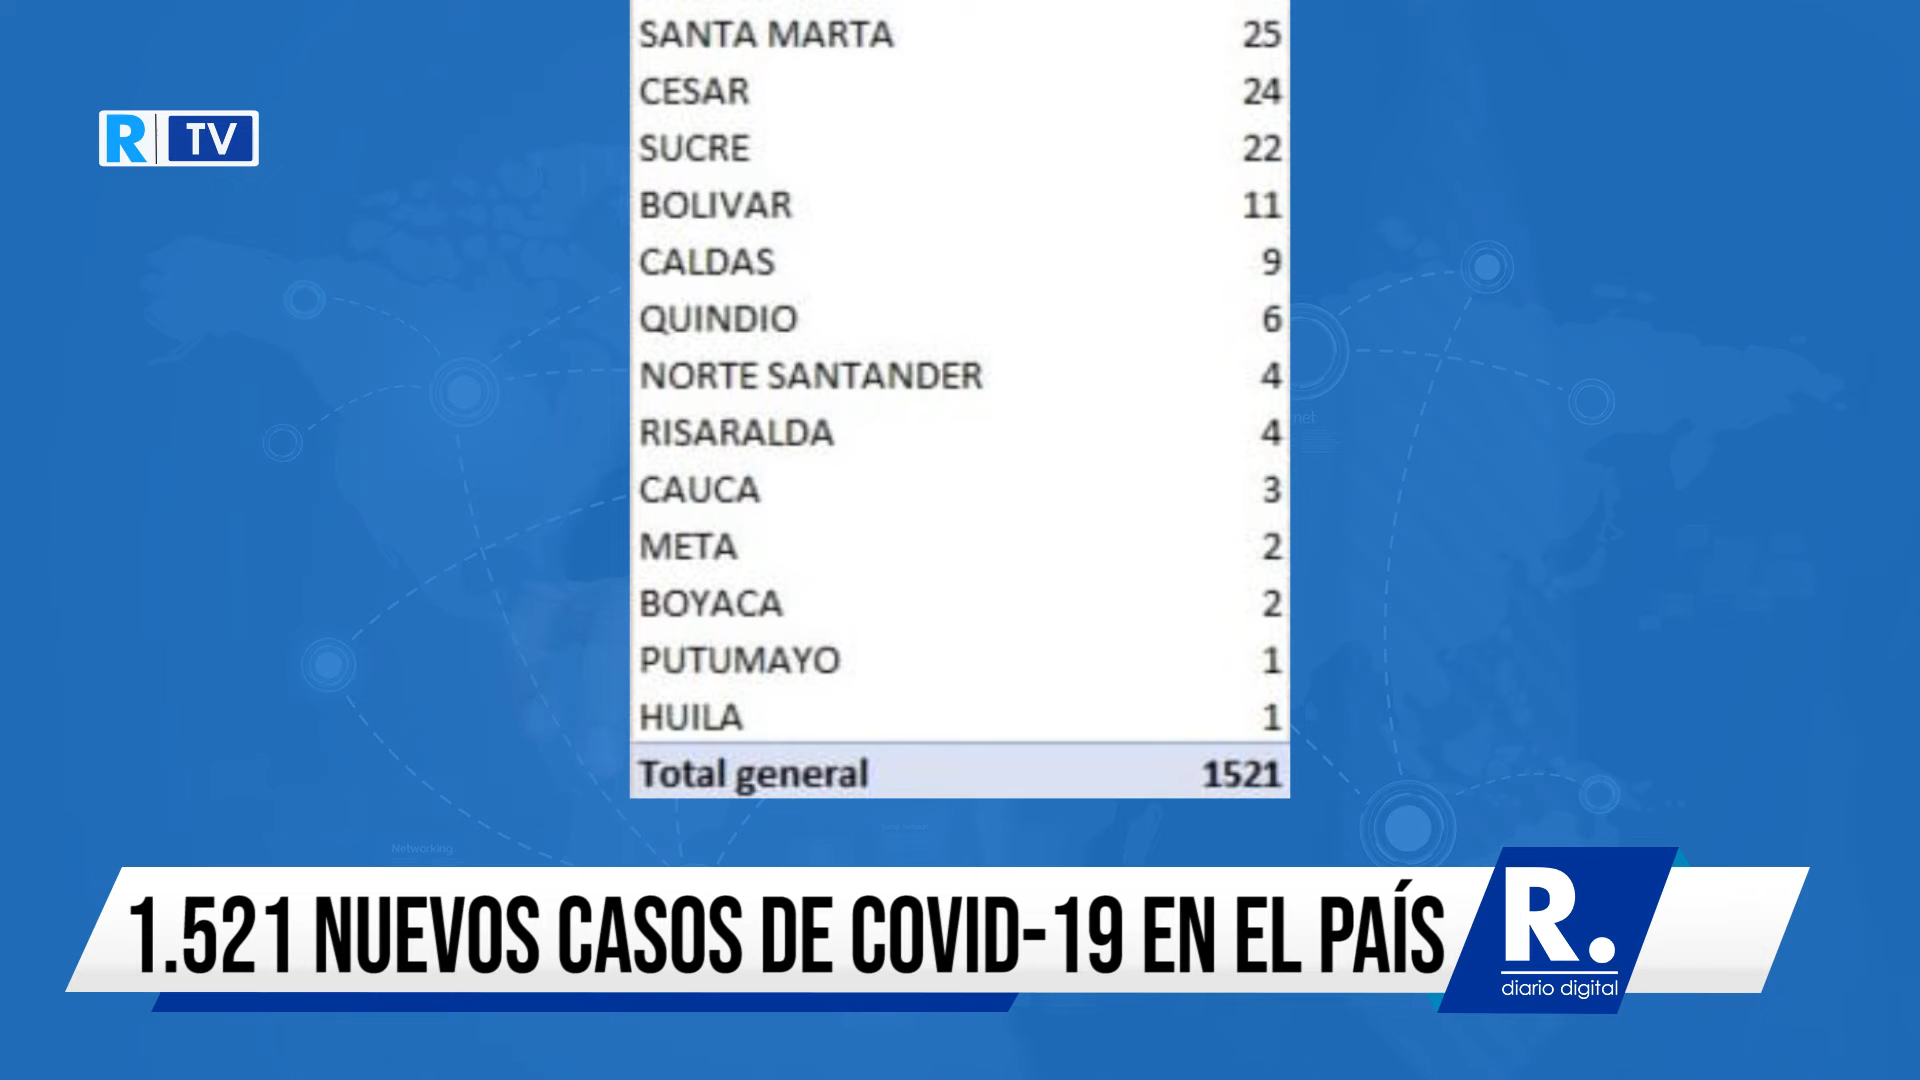 SANTA MARTA 25
CESAR 24
R TV
SUCRE 22
BOLIVAR 11
CALDAS 9
QUINDIO 6
NORTE SANTANDER 4
RISARALDA 4
net
CAUCA 3
META 2
BOYACA 2
PUTUMAYO 1
HUILA 1
Total general 1521
Networking
1.521 NUEVOS CASOS DE COVID-19 EN EL PAÍS
R.
diario digital